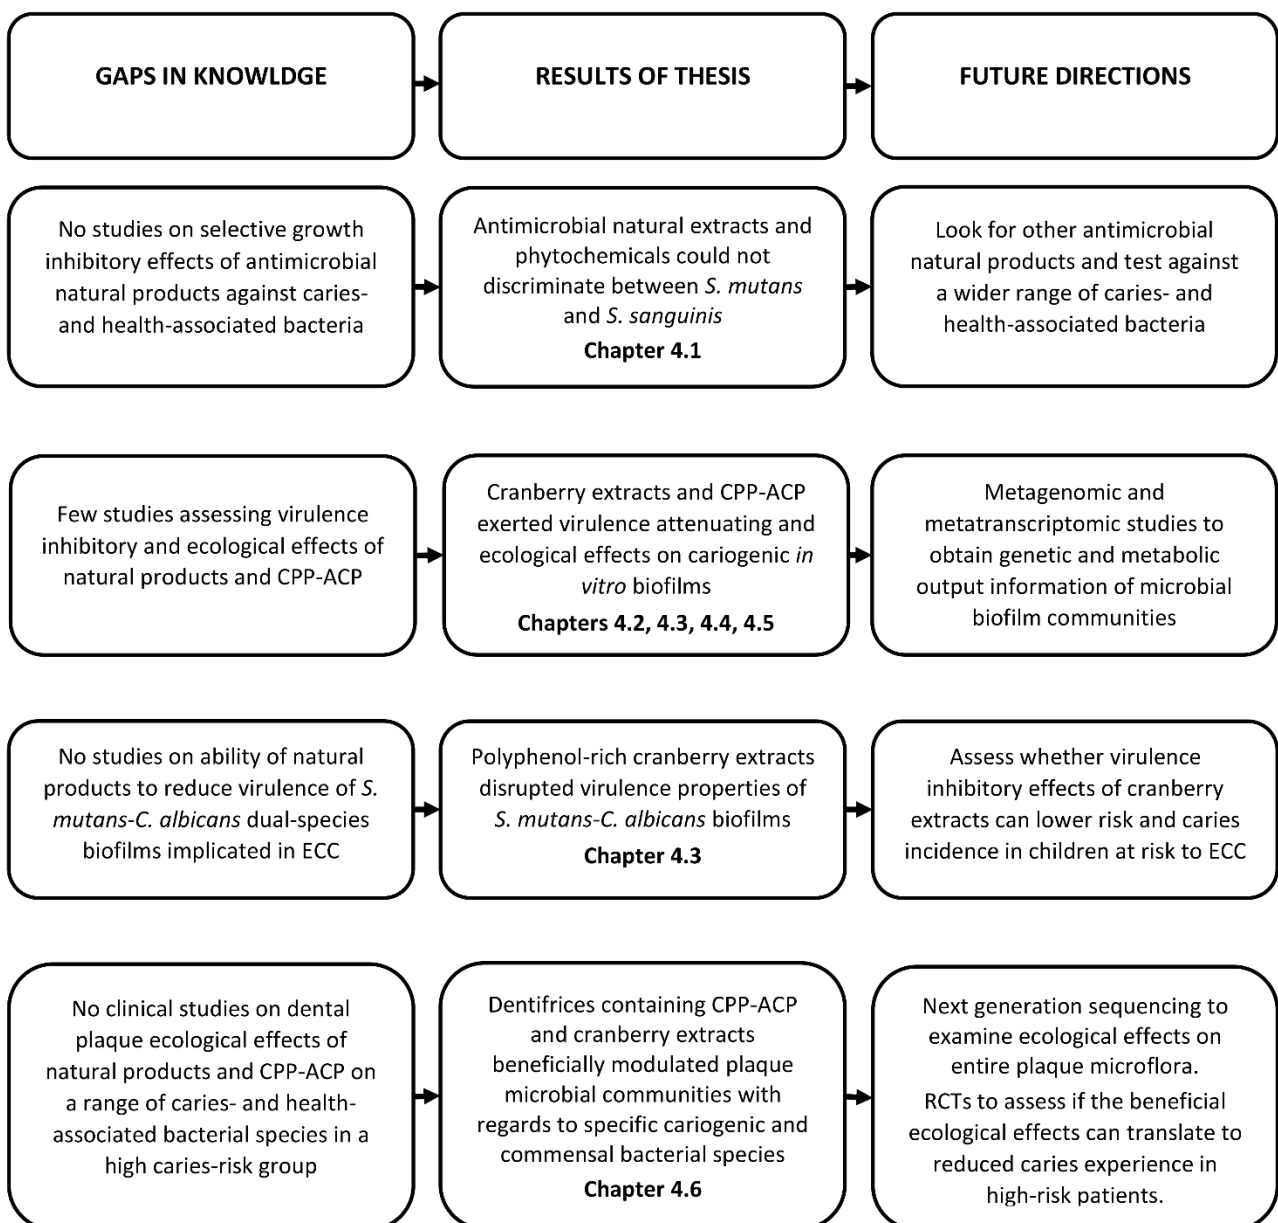 GAPS IN KNOWLDGE
RESULTS OF THESIS
FUTURE DIRECTIONS
No studies on selective growth
inhibitory effects of antimicrobial
natural products against caries-
and health-associated bacteria
Antimicrobial natural extracts and
phytochemicals could not
discriminate between S. mutans
and S. sanguinis
Chapter 4.1
Look for other antimicrobial
natural products and test against
a wider range of caries- and
health-associated bacteria
Few studies assessing virulence
inhibitory and ecological effects of
natural products and CPP-ACP
Cranberry extracts and CPP-ACP
exerted virulence attenuating and
ecological effects on cariogenic in
vitro biofilms
Chapters 4.2, 4.3, 4.4, 4.5
Metagenomic and
metatranscriptomic studies to
obtain genetic and metabolic
output information of microbial
biofilm communities
No studies on ability of natural
products to reduce virulence of S.
mutans-C. albicans dual-species
biofilms implicated in ECC
Polyphenol-rich cranberry extracts
disrupted virulence properties of
S. mutans-C. albicans biofilms
Chapter 4.3
Assess whether virulence
inhibitory effects of cranberry
extracts can lower risk and caries
incidence in children at risk to ECC
No clinical studies on dental
plaque ecological effects of
natural products and CPP-ACP on
a range of caries- and health-
associated bacterial species in a
high caries-risk group
Dentifrices containing CPP-ACP
and cranberry extracts
beneficially modulated plaque
microbial communities with
regards to specific cariogenic and
commensal bacterial species
Chapter 4.6
Next generation sequencing to
examine ecological effects on
entire plaque microflora.
RCTs to assess if the beneficial
ecological effects can translate to
reduced caries experience in
high-risk patients.